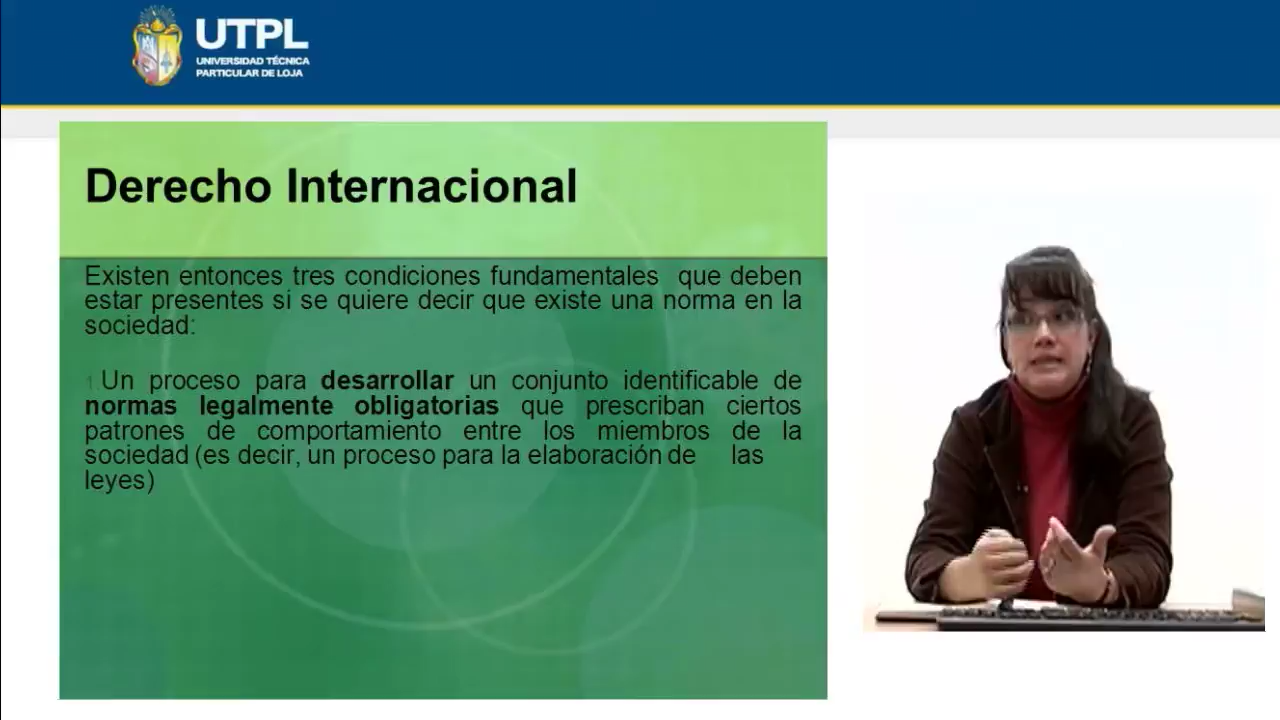 UTPL
UNIVERSIDAD TÉCNICA
PARTICULAR DE LOJA
Derecho Internacional
Existen entonces tres condiciones fundamentales que deben
estar presentes si se quiere decir que existe una norma en la
sociedad:
1.Un proceso para desarrollar un conjunto identificable de
normas legalmente obligatorias que prescriban ciertos
patrones de comportamiento entre los miembros de la
sociedad (es decir, un proceso para la elaboración de las
leyes)